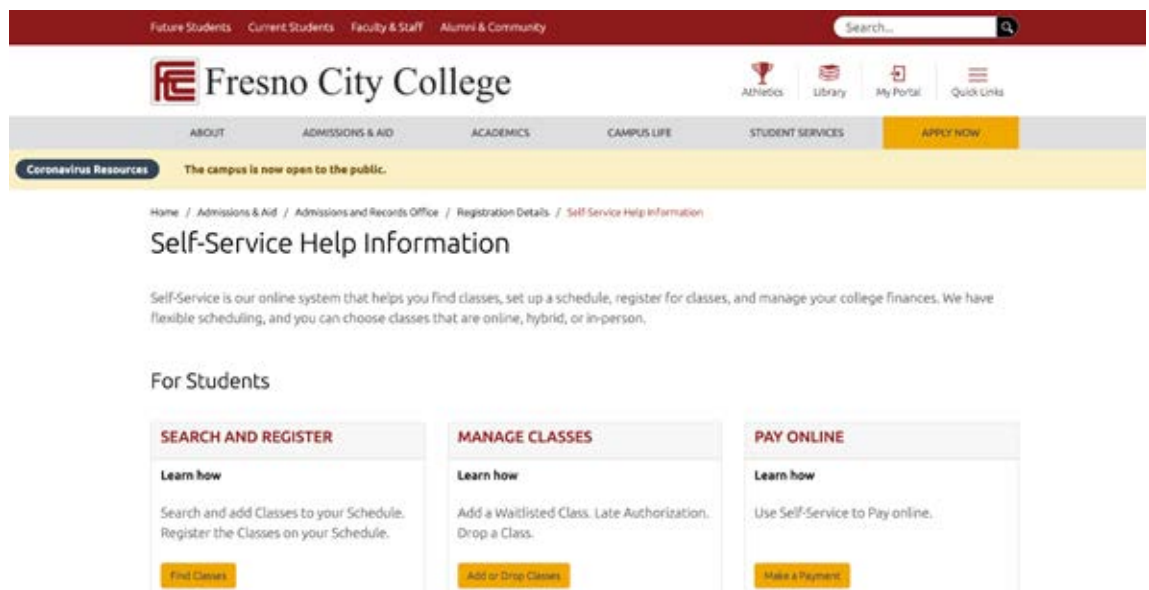 Future Students Current Students Faculty & Staff Alumni & Community Search...
FCC Fresno City College
Athletics Library My Portal Quick Links
ABOUT ADMISSIONS & AID ACADEMICS CAMPUS LIFE STUDENT SERVICES APPLY NOW
Coronavirus Resources The campus is now open to the public.
Home / Admissions & Aid / Admissions and Records Office / Registration Details / Self-Service Help Information
Self-Service Help Information
Self-Service is our online system that helps you find classes, set up a schedule, register for classes, and manage your college finances. We have
flexible scheduling, and you can choose classes that are online, hybrid, or in-person.
For Students
SEARCH AND REGISTER
Learn how
Search and add Classes to your Schedule.
Register the Classes on your Schedule.
Find Classes
MANAGE CLASSES
Learn how
Add a Waitlisted Class. Late Authorization.
Drop a Class.
Add or Drop Classes
PAY ONLINE
Learn how
Use Self-Service to Pay online.
Make a Payment